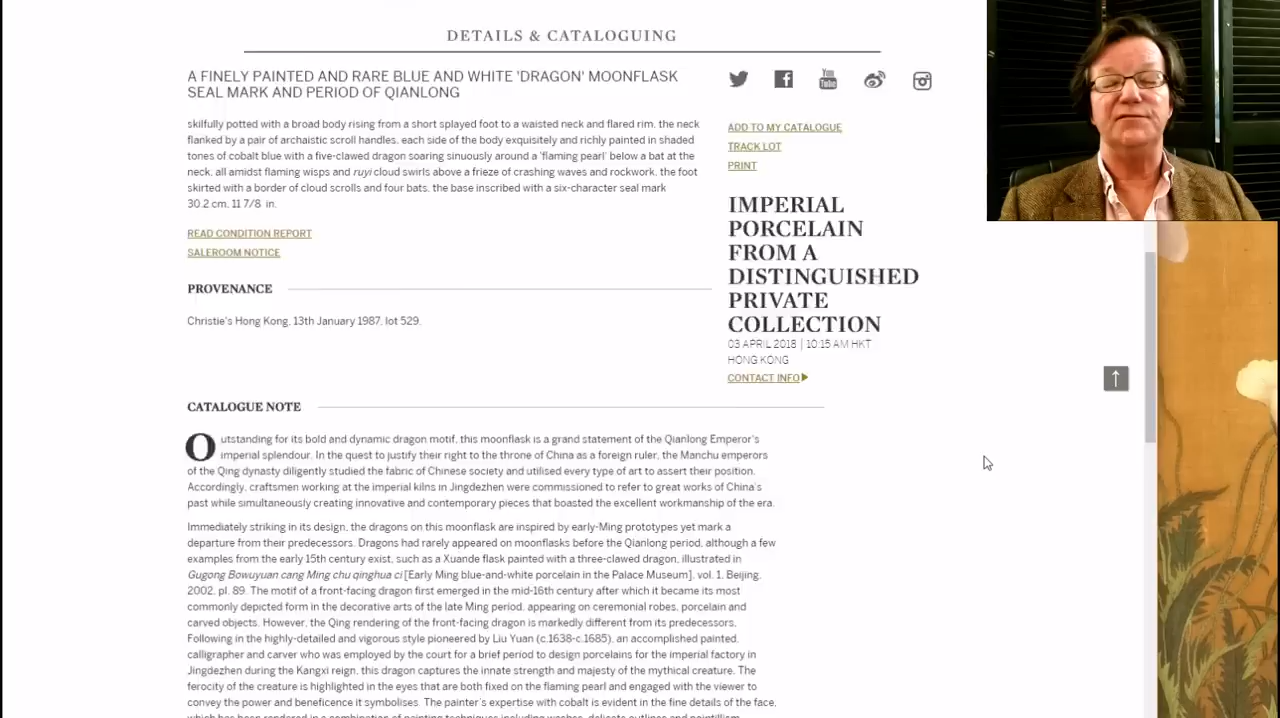 DETAILS & CATALOGUING
A FINELY PAINTED AND RARE BLUE AND WHITE 'DRAGON' MOONFLASK
SEAL MARK AND PERIOD OF QIANLONG
skilfully potted with a broad body rising from a short splayed foot to a waisted neck and flared rim, the neck
flanked by a pair of archaistic scroll handles, each side of the body exquisitely and richly painted in shaded
tones of cobalt blue with a five-clawed dragon soaring sinuously around a 'flaming pearl' below a bat at the
neck, all amidst flaming wisps and ruyi cloud swirls above a frieze of crashing waves and rockwork, the foot
skirted with a border of cloud scrolls and four bats, the base inscribed with a six-character seal mark
30.2 cm, 11 7/8 in.
READ CONDITION REPORT
SALEROOM NOTICE
PROVENANCE
Christie's Hong Kong, 13th January 1987, lot 529.
You
Tube
ADD TO MY CATALOGUE
TRACK LOT
PRINT
IMPERIAL
PORCELAIN
FROM A
DISTINGUISHED
PRIVATE
COLLECTION
03 APRIL 2018 | 10:15 AM HKT
HONG KONG
CONTACT INFO
CATALOGUE NOTE
Outstanding for its bold and dynamic dragon motif, this moonflask is a grand statement of the Qianlong Emperor's
imperial splendour. In the quest to justify their right to the throne of China as a foreign ruler, the Manchu emperors
of the Qing dynasty diligently studied the fabric of Chinese society and utilised every type of art to assert their position.
Accordingly, craftsmen working at the imperial kilns in Jingdezhen were commissioned to refer to great works of China's
past while simultaneously creating innovative and contemporary pieces that boasted the excellent workmanship of the era.
Immediately striking in its design, the dragons on this moonflask are inspired by early-Ming prototypes yet mark a
departure from their predecessors. Dragons had rarely appeared on moonflasks before the Qianlong period, although a few
examples from the early 15th century exist, such as a Xuande flask painted with a three-clawed dragon, illustrated in
Gugong Bowuyuan cang Ming chu qinghua ci [Early Ming blue-and-white porcelain in the Palace Museum], vol. 1, Beijing,
2002, pl. 89. The motif of a front-facing dragon first emerged in the mid-16th century after which it became its most
commonly depicted form in the decorative arts of the late Ming period, appearing on ceremonial robes, porcelain and
carved objects. However, the Qing rendering of the front-facing dragon is markedly different from its predecessors.
Following in the highly-detailed and vigorous style pioneered by Liu Yuan (c.1638-c.1685), an accomplished painted,
calligrapher and carver who was employed by the court for a brief period to design porcelains for the imperial factory in
Jingdezhen during the Kangxi reign, this dragon captures the innate strength and majesty of the mythical creature. The
ferocity of the creature is highlighted in the eyes that are both fixed on the flaming pearl and engaged with the viewer to
convey the power and beneficence it symbolises. The painter's expertise with cobalt is evident in the fine details of the face,
which has been rendered in a combination of painting techniques including washes, delicate outlines and pointillism.